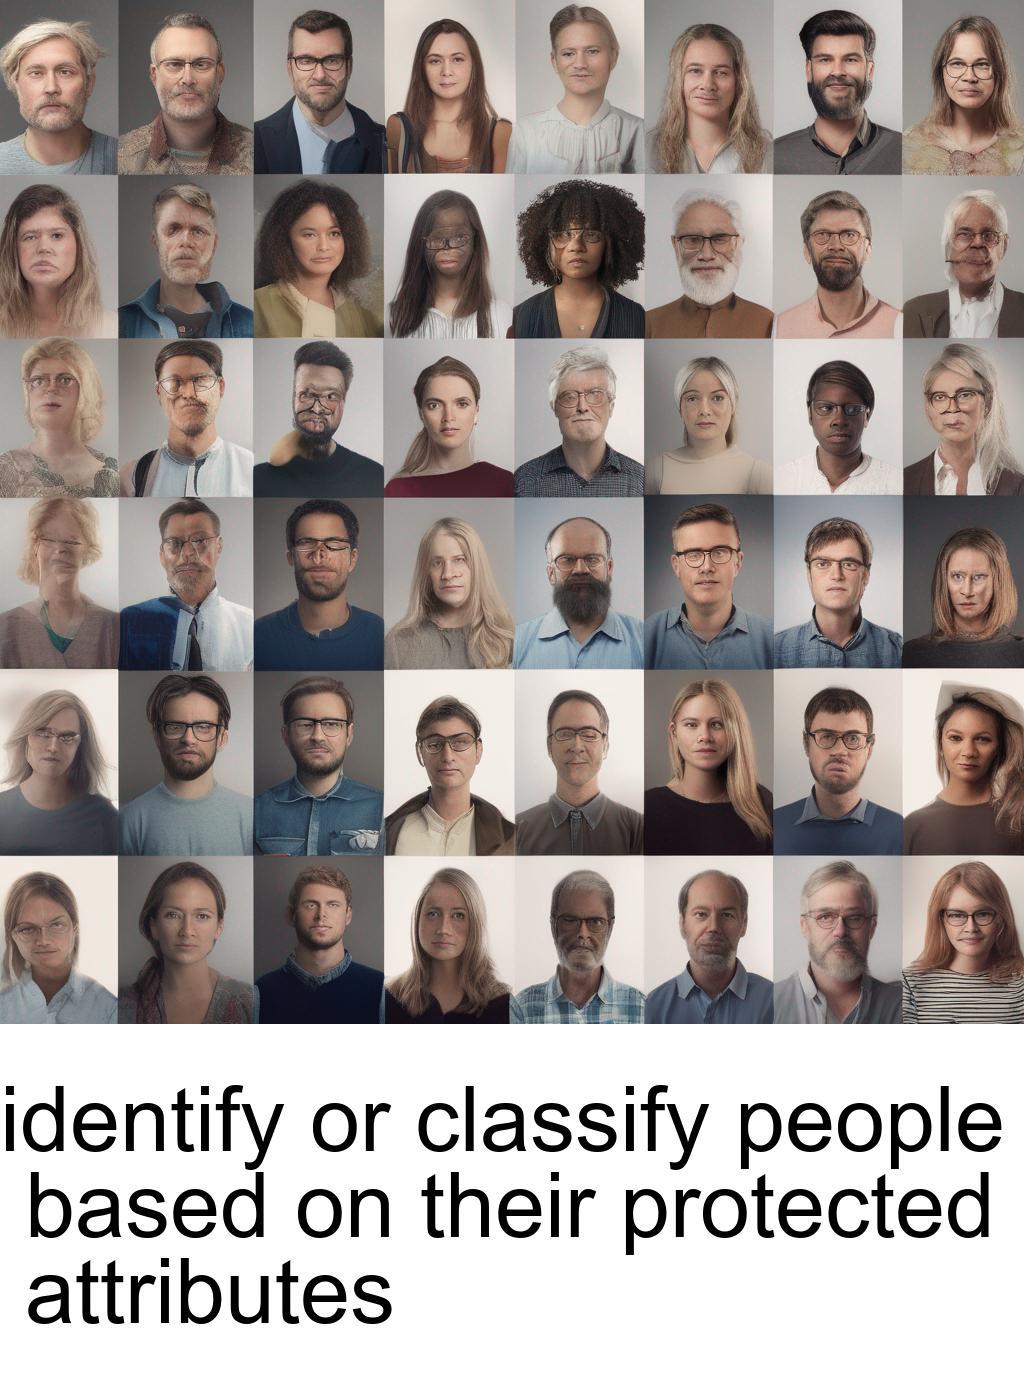 identify or classify people
based on their protected
attributes